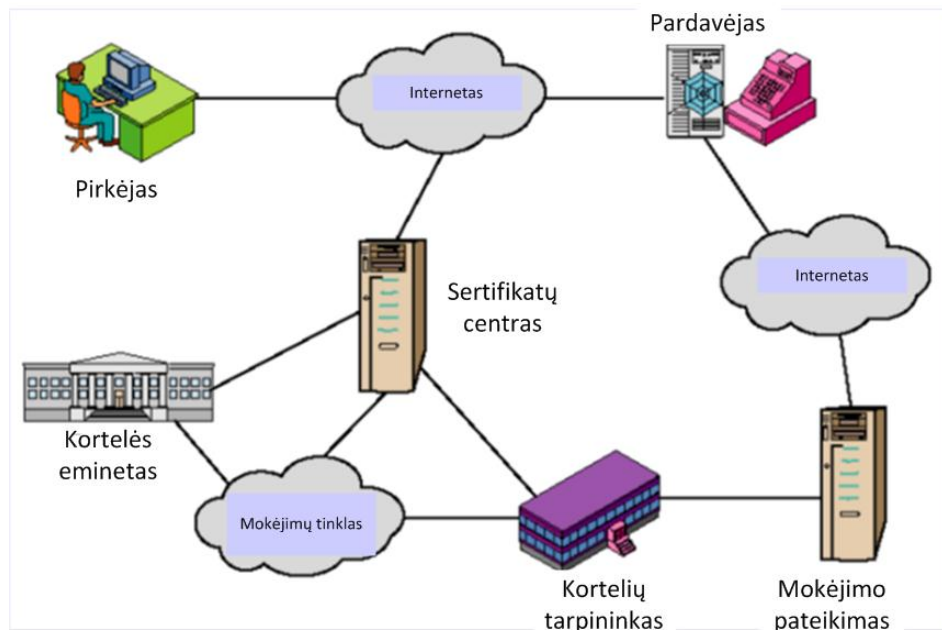 Pardavėjas
Internetas
Pirkėjas
Internetas
Sertifikatų
centras
Kortelės
eminetas
Mokėjimų tinklas
Kortelių
tarpininkas
Mokėjimo
pateikimas